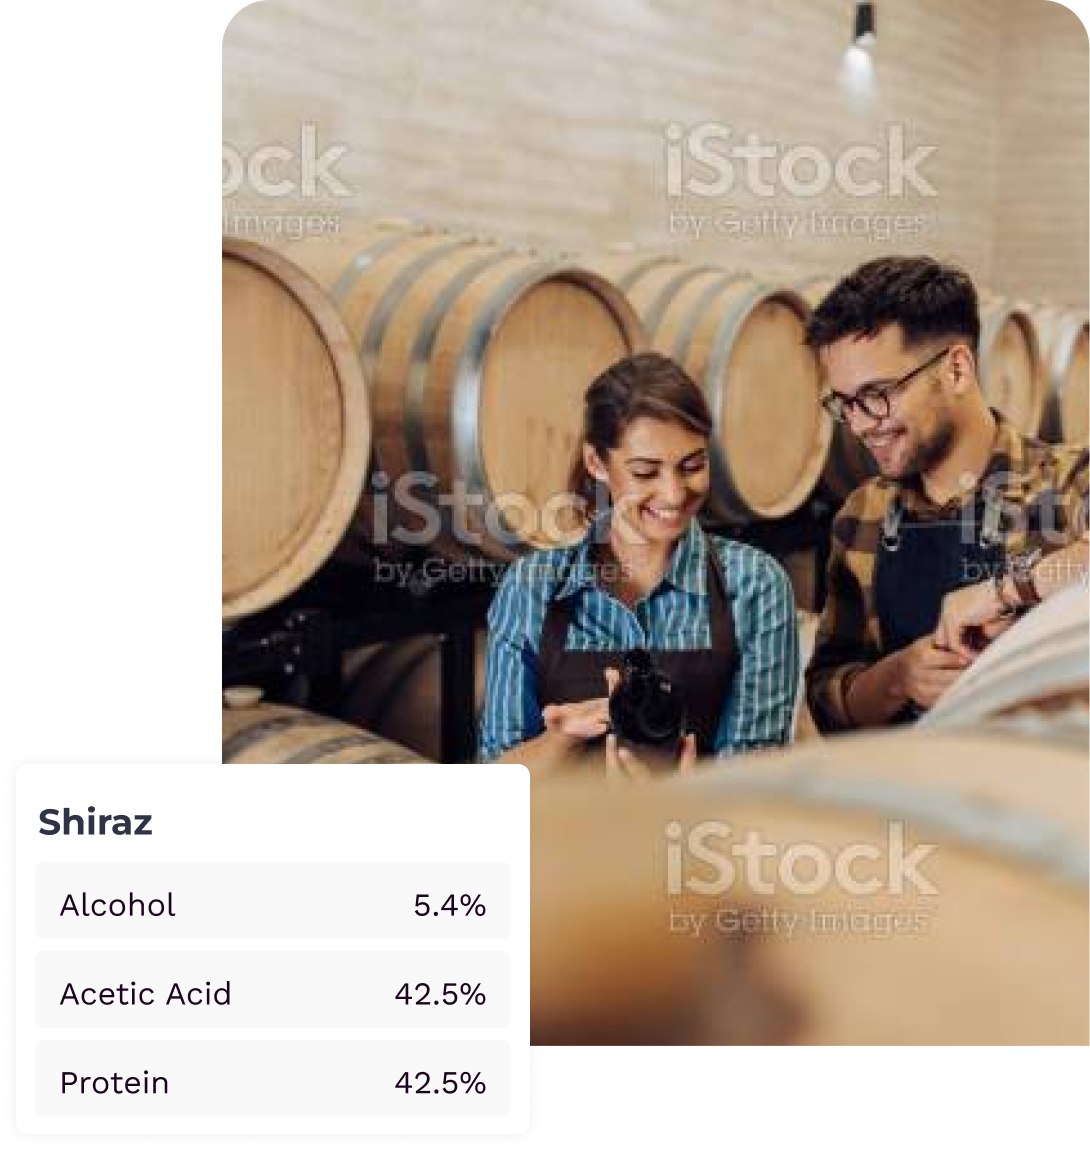 ock
Images
iStock
by Getty Images
iStock
by Getty Images
iSt
by Getty
Shiraz
iStock
by Getty Images
Alcohol 5.4%
Acetic Acid 42.5%
Protein 42.5%